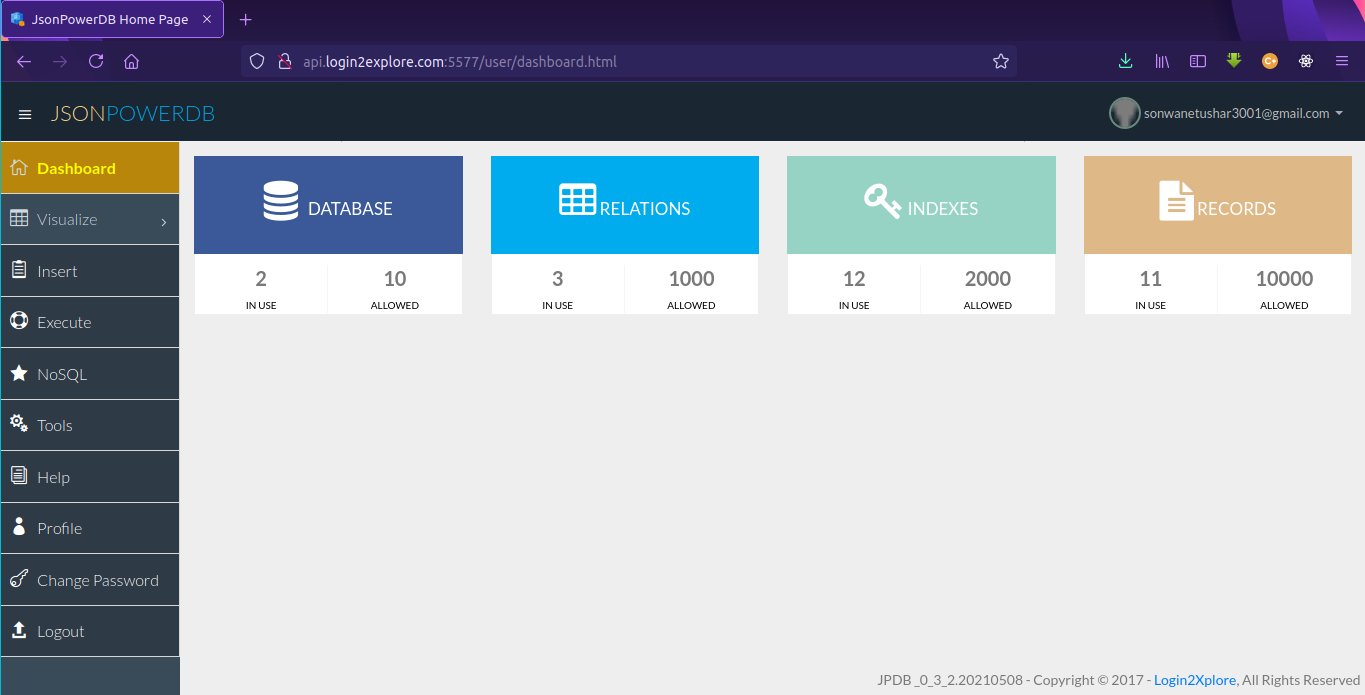 JsonPowerDB Home Page
api.login2explore.com:5577/user/dashboard.html
JSONPOWERDB
sonwanetushar3001@gmail.com
Dashboard
Visualize
Insert
Execute
NoSQL
Tools
Help
Profile
Change Password
Logout
DATABASE
2 10
IN USE ALLOWED
RELATIONS
3 1000
IN USE ALLOWED
INDEXES
12 2000
IN USE ALLOWED
RECORDS
11 10000
IN USE ALLOWED
JPDB _0_3_2.20210508 - Copyright © 2017 - Login2Xplore, All Rights Reserved